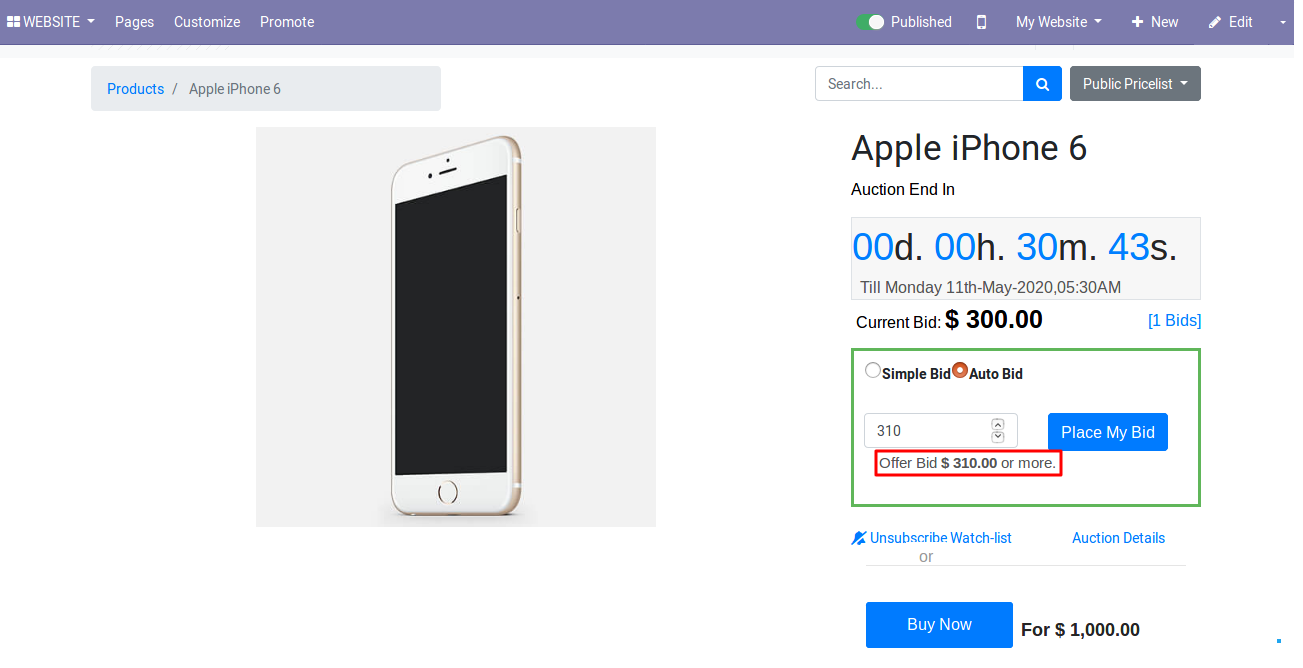 WEBSITE Pages Customize Promote Published My Website New Edit
Products / Apple iPhone 6
Search... Public Pricelist
Apple iPhone 6
Auction End In
00d. 00h. 30m. 43s.
Till Monday 11th-May-2020,05:30AM
Current Bid: $ 300.00 [1 Bids]
Simple Bid Auto Bid
310 Place My Bid
Offer Bid $ 310.00 or more.
Unsubscribe Watch-list Auction Details
or
Buy Now For $ 1,000.00